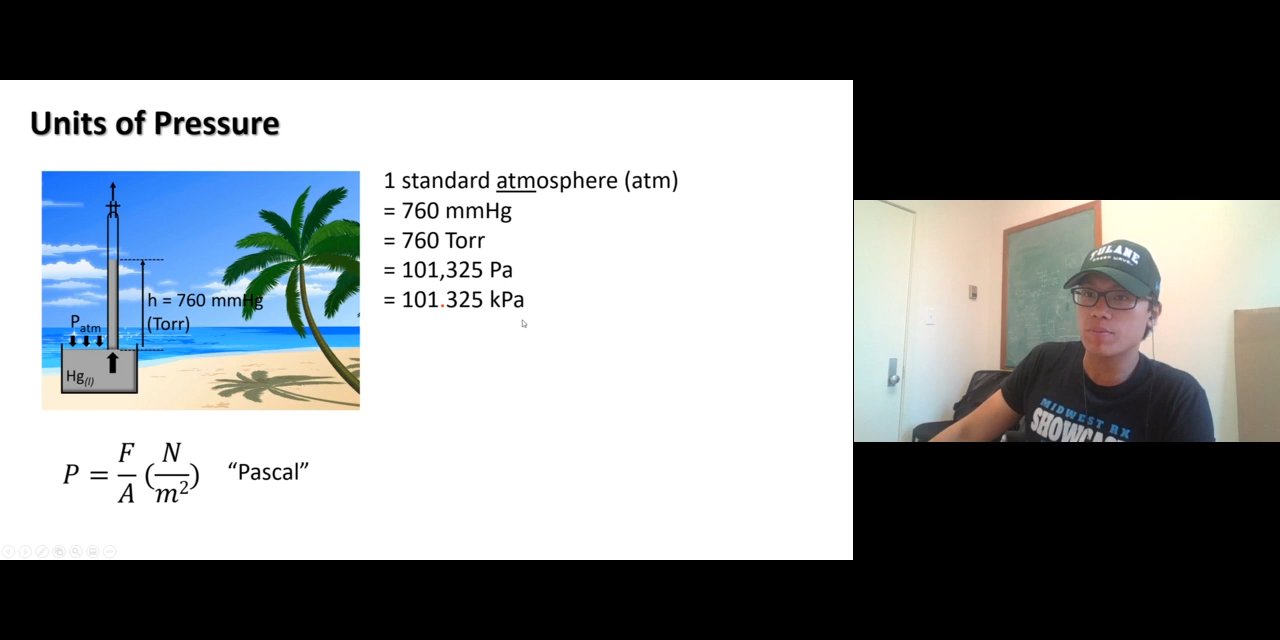 Units of Pressure
1 standard atmosphere (atm)
= 760 mmHg
= 760 Torr
= 101,325 Pa
= 101.325 kPa
h = 760 mmHg
(Torr)
Patm
Hg(l)
P = F/A (N/m²) “Pascal”
TULANE
MIDWEST RX
SHOWCASE